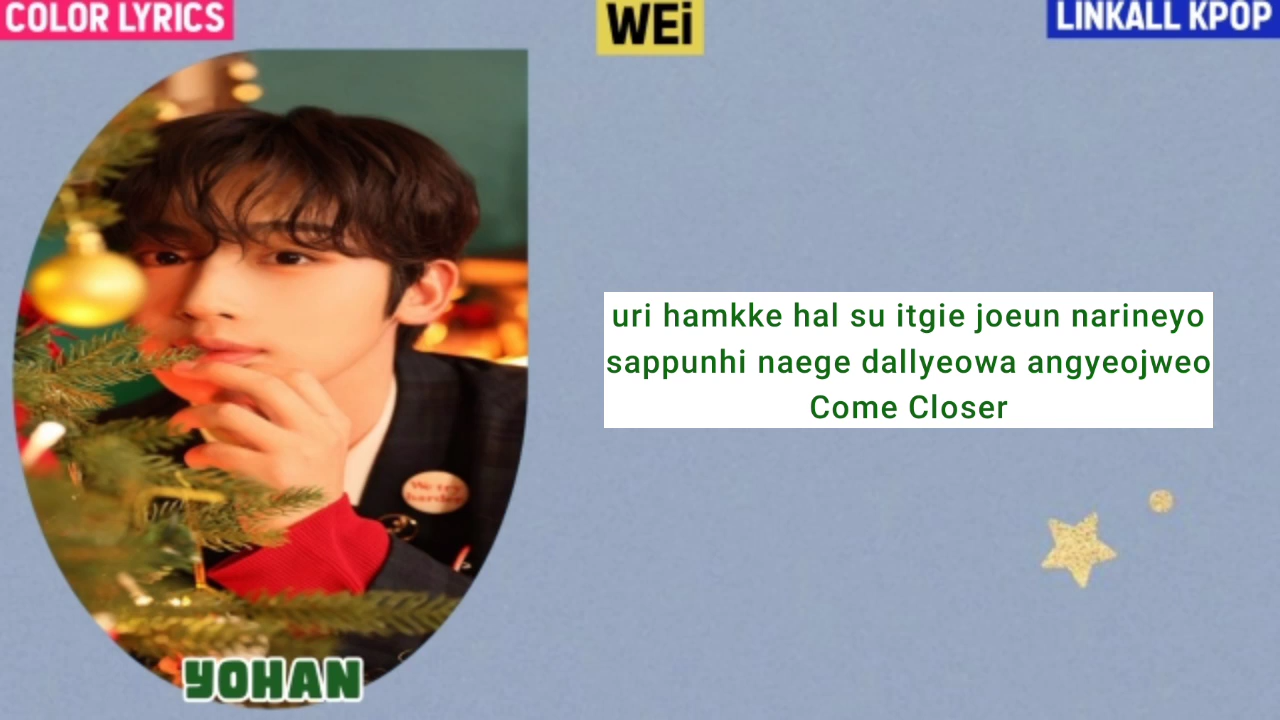 COLOR LYRICS
WEi
LINKALL KPOP
uri hamkke hal su itgie joeun narineyo
sappunhi naege dallyeowa angyeojweo
Come Closer
YOHAN